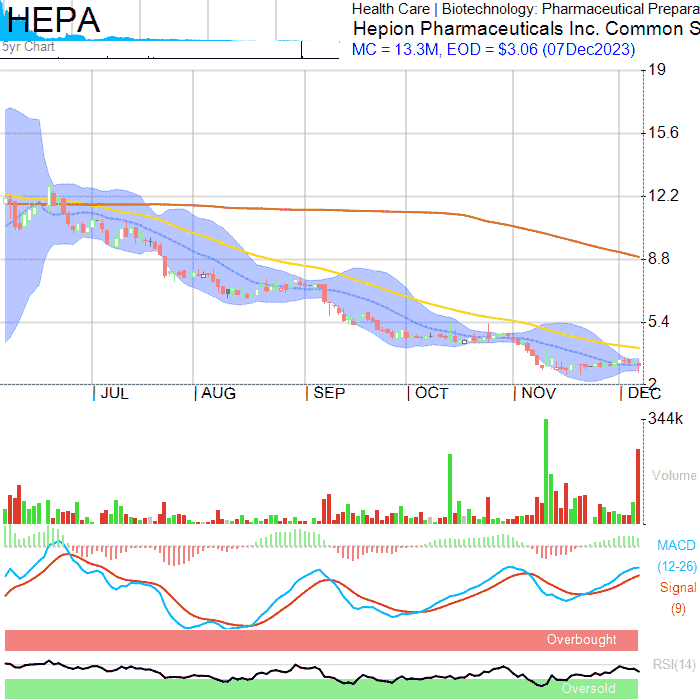 HEPA
5yr Chart
Health Care | Biotechnology: Pharmaceutical Prepara
Hepion Pharmaceuticals Inc. Common S
MC = 13.3M, EOD = $3.06 (07Dec2023)
19
15.6
12.2
8.8
5.4
2
JUL
AUG
SEP
OCT
NOV
DEC
344k
Volume
MACD
(12-26)
Signal
(9)
Overbought
RSI(14)
Oversold